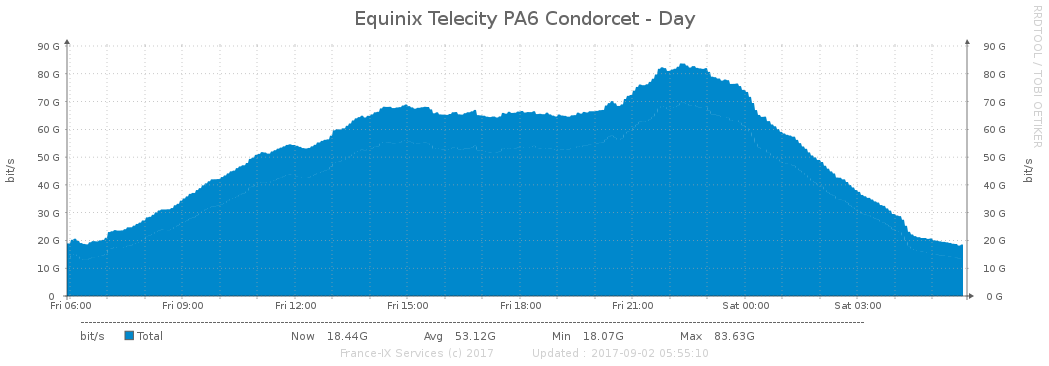 Equinix Telecity PA6 Condorcet - Day
RRDTOOL / TOBI OETIKER
bit/s
90 G 90 G
80 G 80 G
70 G 70 G
60 G 60 G
50 G 50 G
40 G 40 G
30 G 30 G
20 G 20 G
10 G 10 G
0 0 G
bit/s
Fri 06:00 Fri 09:00 Fri 12:00 Fri 15:00 Fri 18:00 Fri 21:00 Sat 00:00 Sat 03:00
bit/s Total Now 18.44G Avg 53.12G Min 18.07G Max 83.63G
France-IX Services (c) 2017 Updated : 2017-09-02 05:55:10